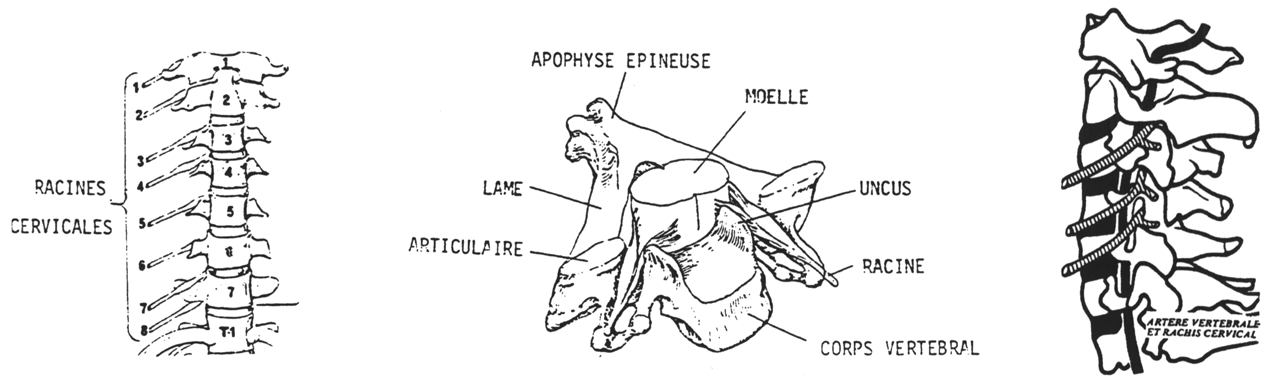 1
1
2
2
3
3
4
4
RACINES
CERVICALES
5
5
6
6
7
7
8
T-1
APOPHYSE EPINEUSE
MOELLE
LAME
UNCUS
ARTICULAIRE
RACINE
CORPS VERTEBRAL
ARTERE VERTEBRALE
ET RACHIS CERVICAL